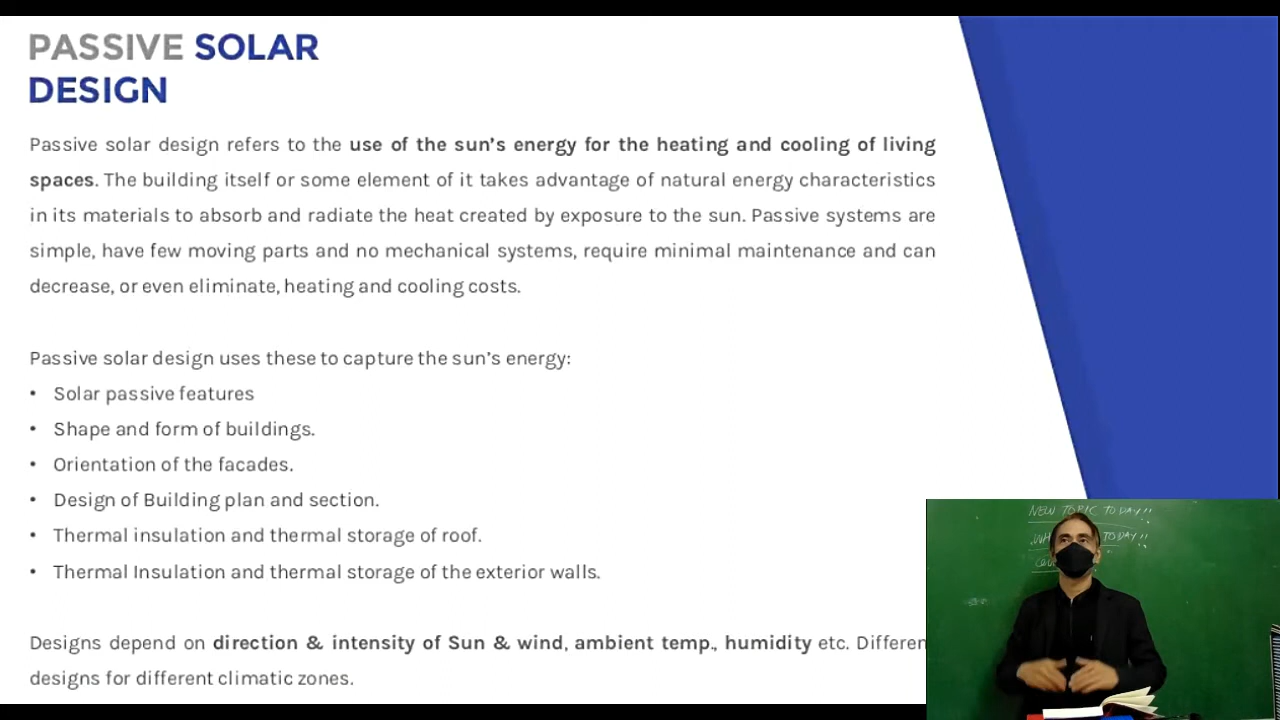 PASSIVE SOLAR
DESIGN
Passive solar design refers to the use of the sun's energy for the heating and cooling of living
spaces. The building itself or some element of it takes advantage of natural energy characteristics
in its materials to absorb and radiate the heat created by exposure to the sun. Passive systems are
simple, have few moving parts and no mechanical systems, require minimal maintenance and can
decrease, or even eliminate, heating and cooling costs.
Passive solar design uses these to capture the sun's energy:
• Solar passive features
• Shape and form of buildings.
• Orientation of the facades.
• Design of Building plan and section.
• Thermal insulation and thermal storage of roof.
• Thermal Insulation and thermal storage of the exterior walls.
Designs depend on direction & intensity of Sun & wind, ambient temp., humidity etc. Differen
designs for different climatic zones.
NEW TOPIC TODAY!!
TODAY!!